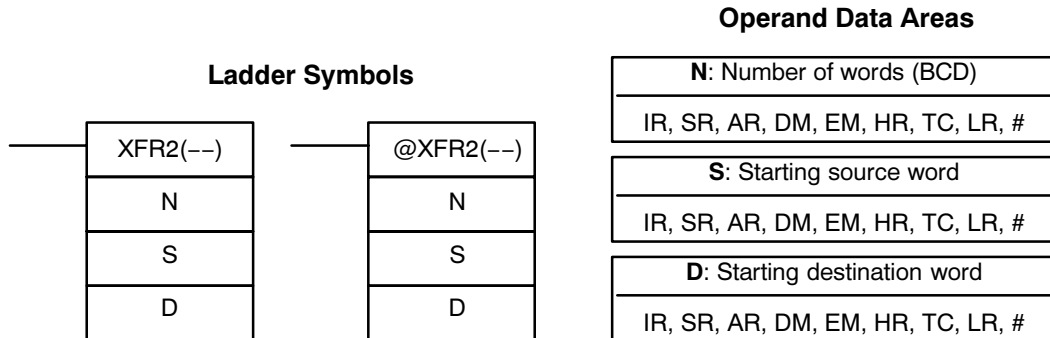 Ladder Symbols
XFR2(−−)
N
S
D
@XFR2(−−)
N
S
D
Operand Data Areas
N: Number of words (BCD)
IR, SR, AR, DM, EM, HR, TC, LR, #
S: Starting source word
IR, SR, AR, DM, EM, HR, TC, LR, #
D: Starting destination word
IR, SR, AR, DM, EM, HR, TC, LR, #